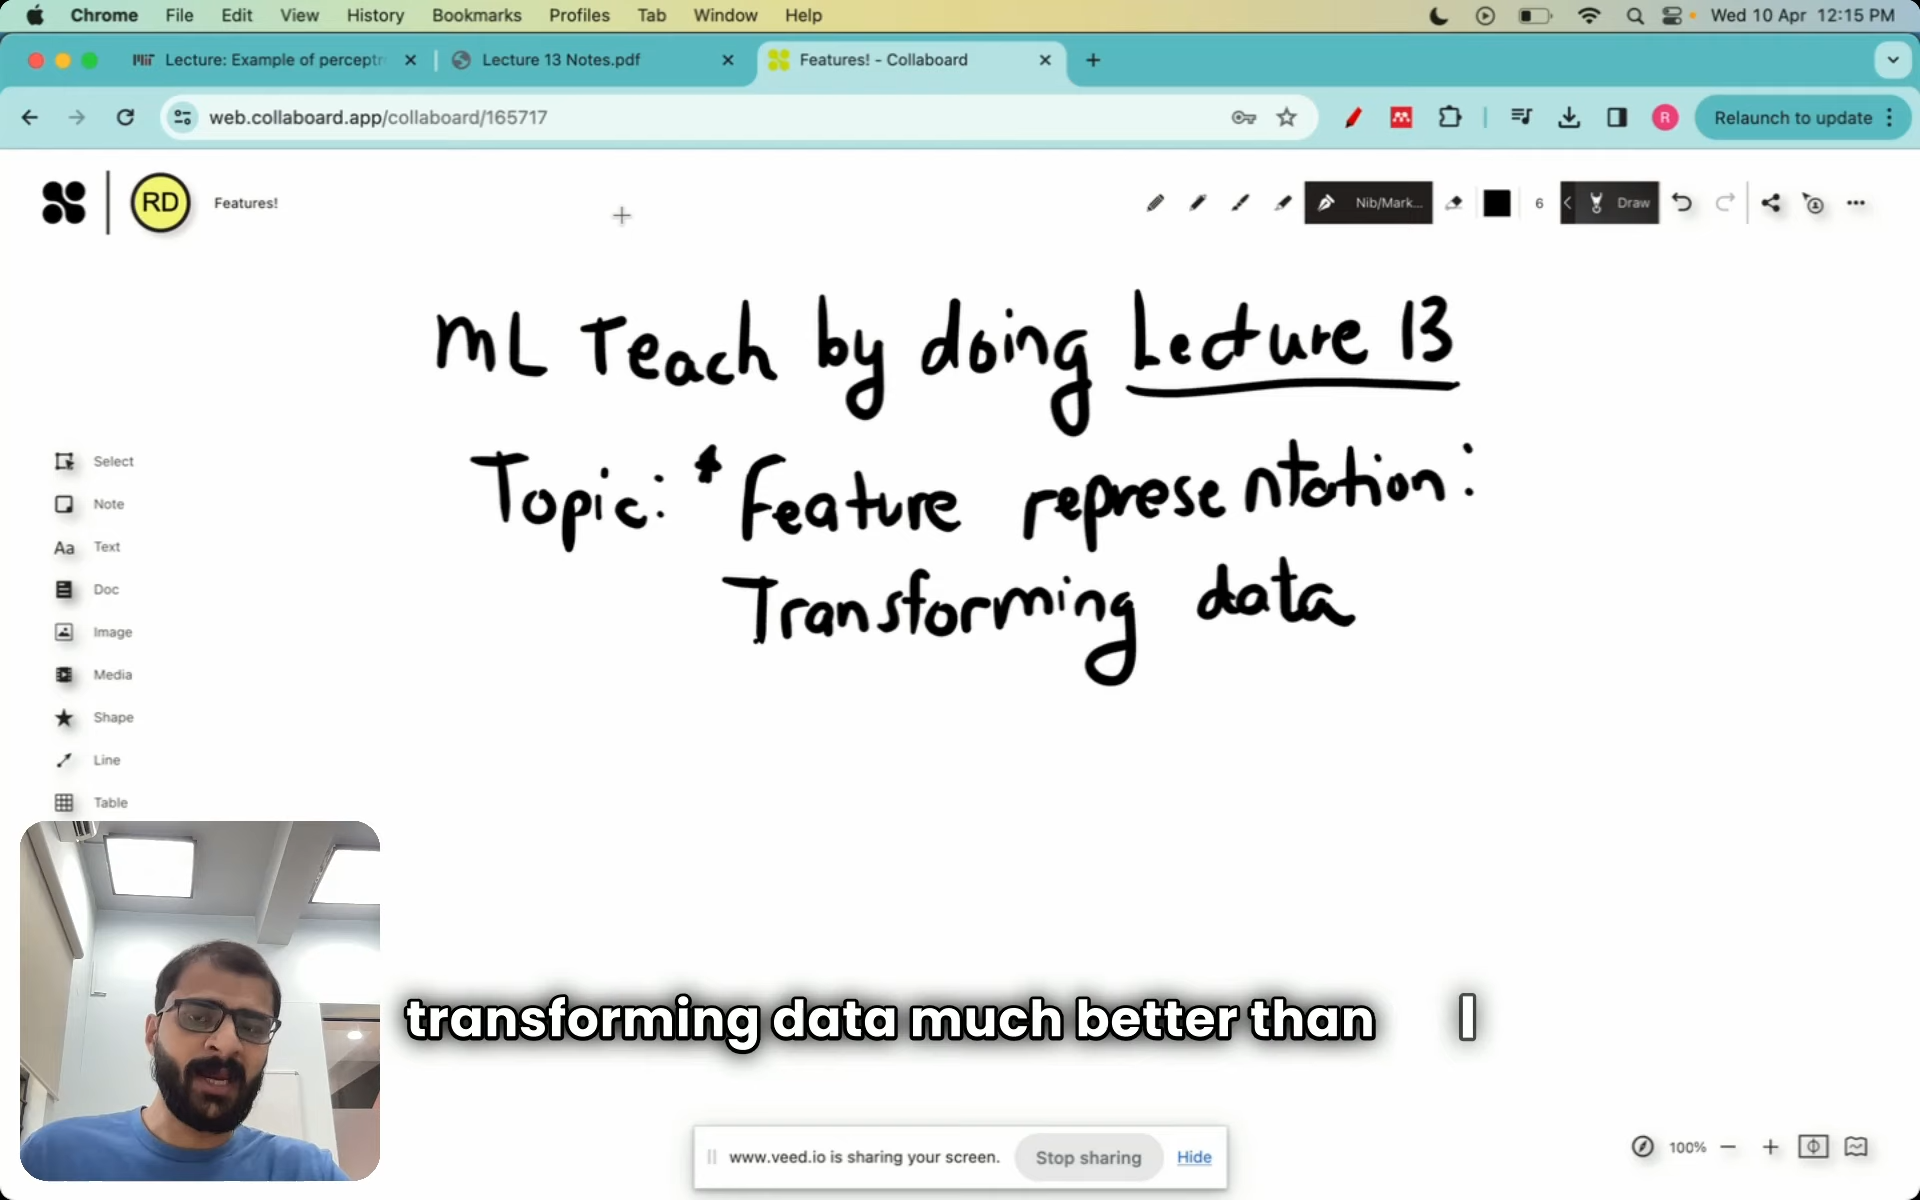 Chrome File Edit View History Bookmarks Profiles Tab Window Help Wed 10 Apr 12:15 PM
Lecture: Example of perceptr Lecture 13 Notes.pdf Features! - Collaboard
web.collaboard.app/collaboard/165717 R Relaunch to update
RD Features! Nib/Mark... 6 Draw
ML Teach by doing Lecture 13
Topic: * Feature representation:
Transforming data
Select
Note
Text
Doc
Image
Media
Shape
Line
Table
transforming data much better than I
www.veed.io is sharing your screen. Stop sharing Hide
100%